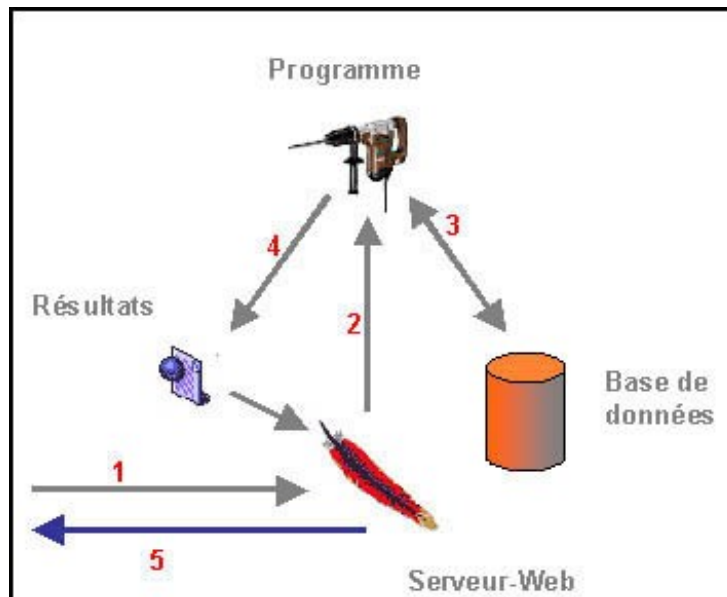 Programme
4
3
Résultats
2
Base de
données
1
5
Serveur-Web